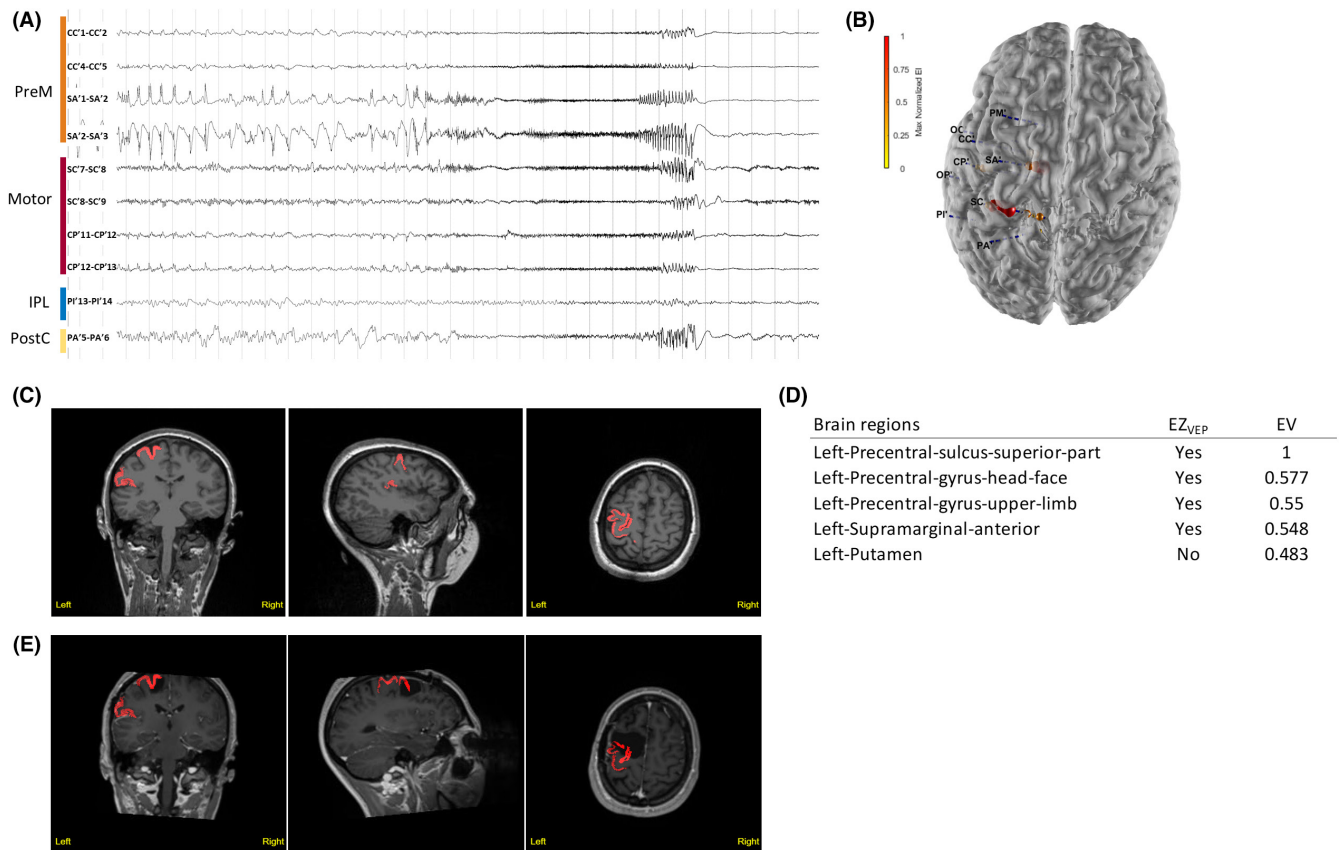 (A)
PreM
CC'1-CC'2
CC'4-CC'5
SA'1-SA'2
SA'2-SA'3
Motor
SC'7-SC'8
SC'8-SC'9
CP'11-CP'12
CP'12-CP'13
IPL
PI'13-PI'14
PostC
PA'5-PA'6
(B)
1
0.75
0.5
0.25
0
Max Normalized EI
PM'
OC
CC'
CP'
SA'
OP'
SC
PI'
PA'
(C)
Left
Right
Left
Right
(D)
Brain regions EZVEP EV
Left-Precentral-sulcus-superior-part Yes 1
Left-Precentral-gyrus-head-face Yes 0.577
Left-Precentral-gyrus-upper-limb Yes 0.55
Left-Supramarginal-anterior Yes 0.548
Left-Putamen No 0.483
(E)
Left
Right
Left
Right